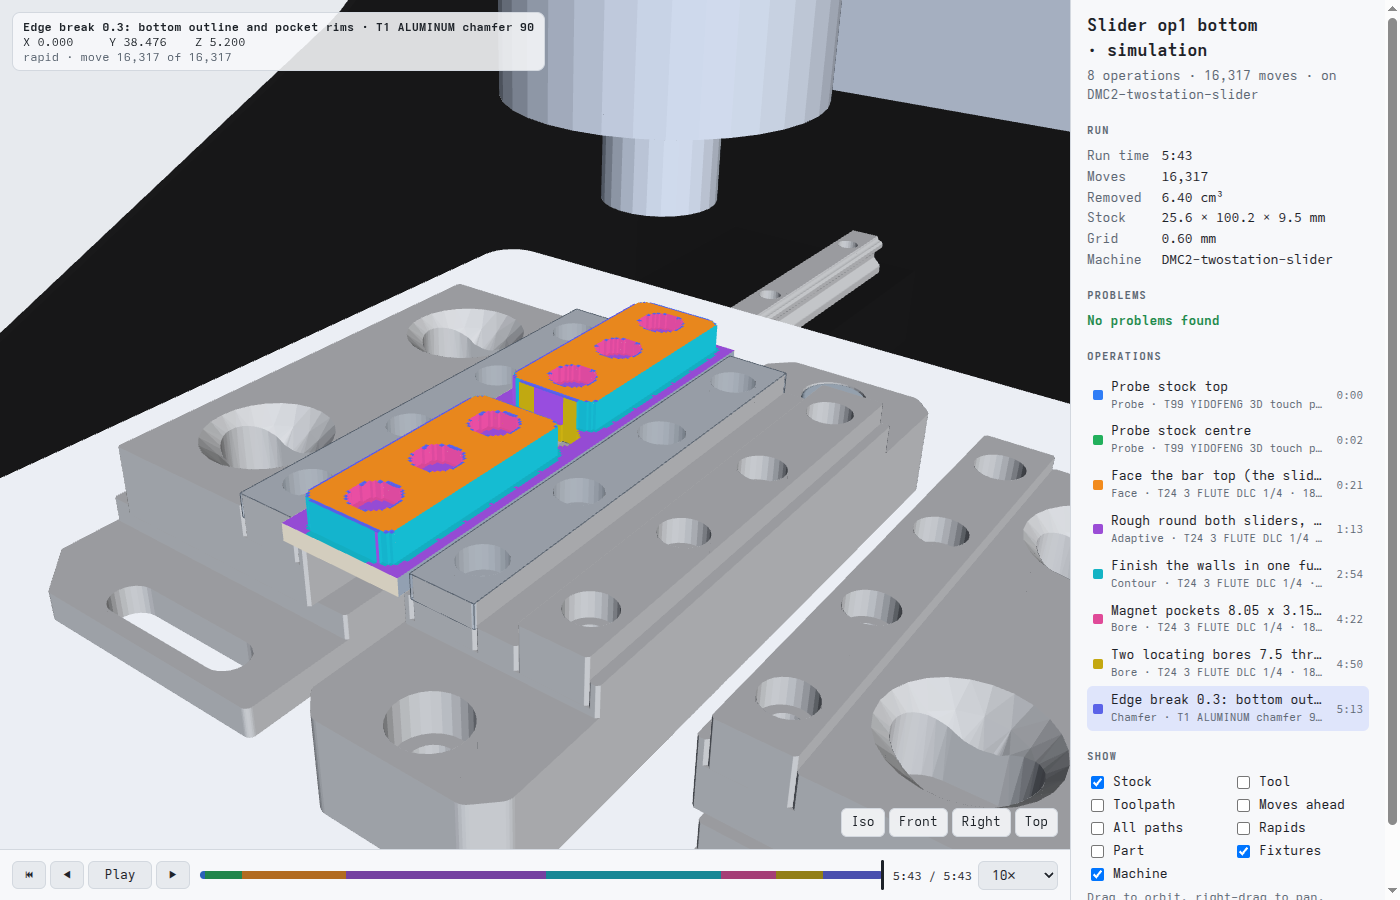 Edge break 0.3: bottom outline and pocket rims · T1 ALUMINUM chamfer 90
X 0.000 Y 38.476 Z 5.200
rapid · move 16,317 of 16,317
Iso Front Right Top
⏮ ◀ Play ▶ 5:43 / 5:43 10×
Slider op1 bottom
· simulation
8 operations · 16,317 moves · on
DMC2-twostation-slider
RUN
Run time 5:43
Moves 16,317
Removed 6.40 cm³
Stock 25.6 × 100.2 × 9.5 mm
Grid 0.60 mm
Machine DMC2-twostation-slider
PROBLEMS
No problems found
OPERATIONS
Probe stock top 0:00
Probe · T99 YIDOFENG 3D touch p…
Probe stock centre 0:02
Probe · T99 YIDOFENG 3D touch p…
Face the bar top (the slid… 0:21
Face · T24 3 FLUTE DLC 1/4 · 18…
Rough round both sliders, … 1:13
Adaptive · T24 3 FLUTE DLC 1/4 …
Finish the walls in one fu… 2:54
Contour · T24 3 FLUTE DLC 1/4 ·…
Magnet pockets 8.05 x 3.15… 4:22
Bore · T24 3 FLUTE DLC 1/4 · 18…
Two locating bores 7.5 thr… 4:50
Bore · T24 3 FLUTE DLC 1/4 · 18…
Edge break 0.3: bottom out… 5:13
Chamfer · T1 ALUMINUM chamfer 9…
SHOW
Stock Tool
Toolpath Moves ahead
All paths Rapids
Part Fixtures
Machine
Drag to orbit, right-drag to pan,